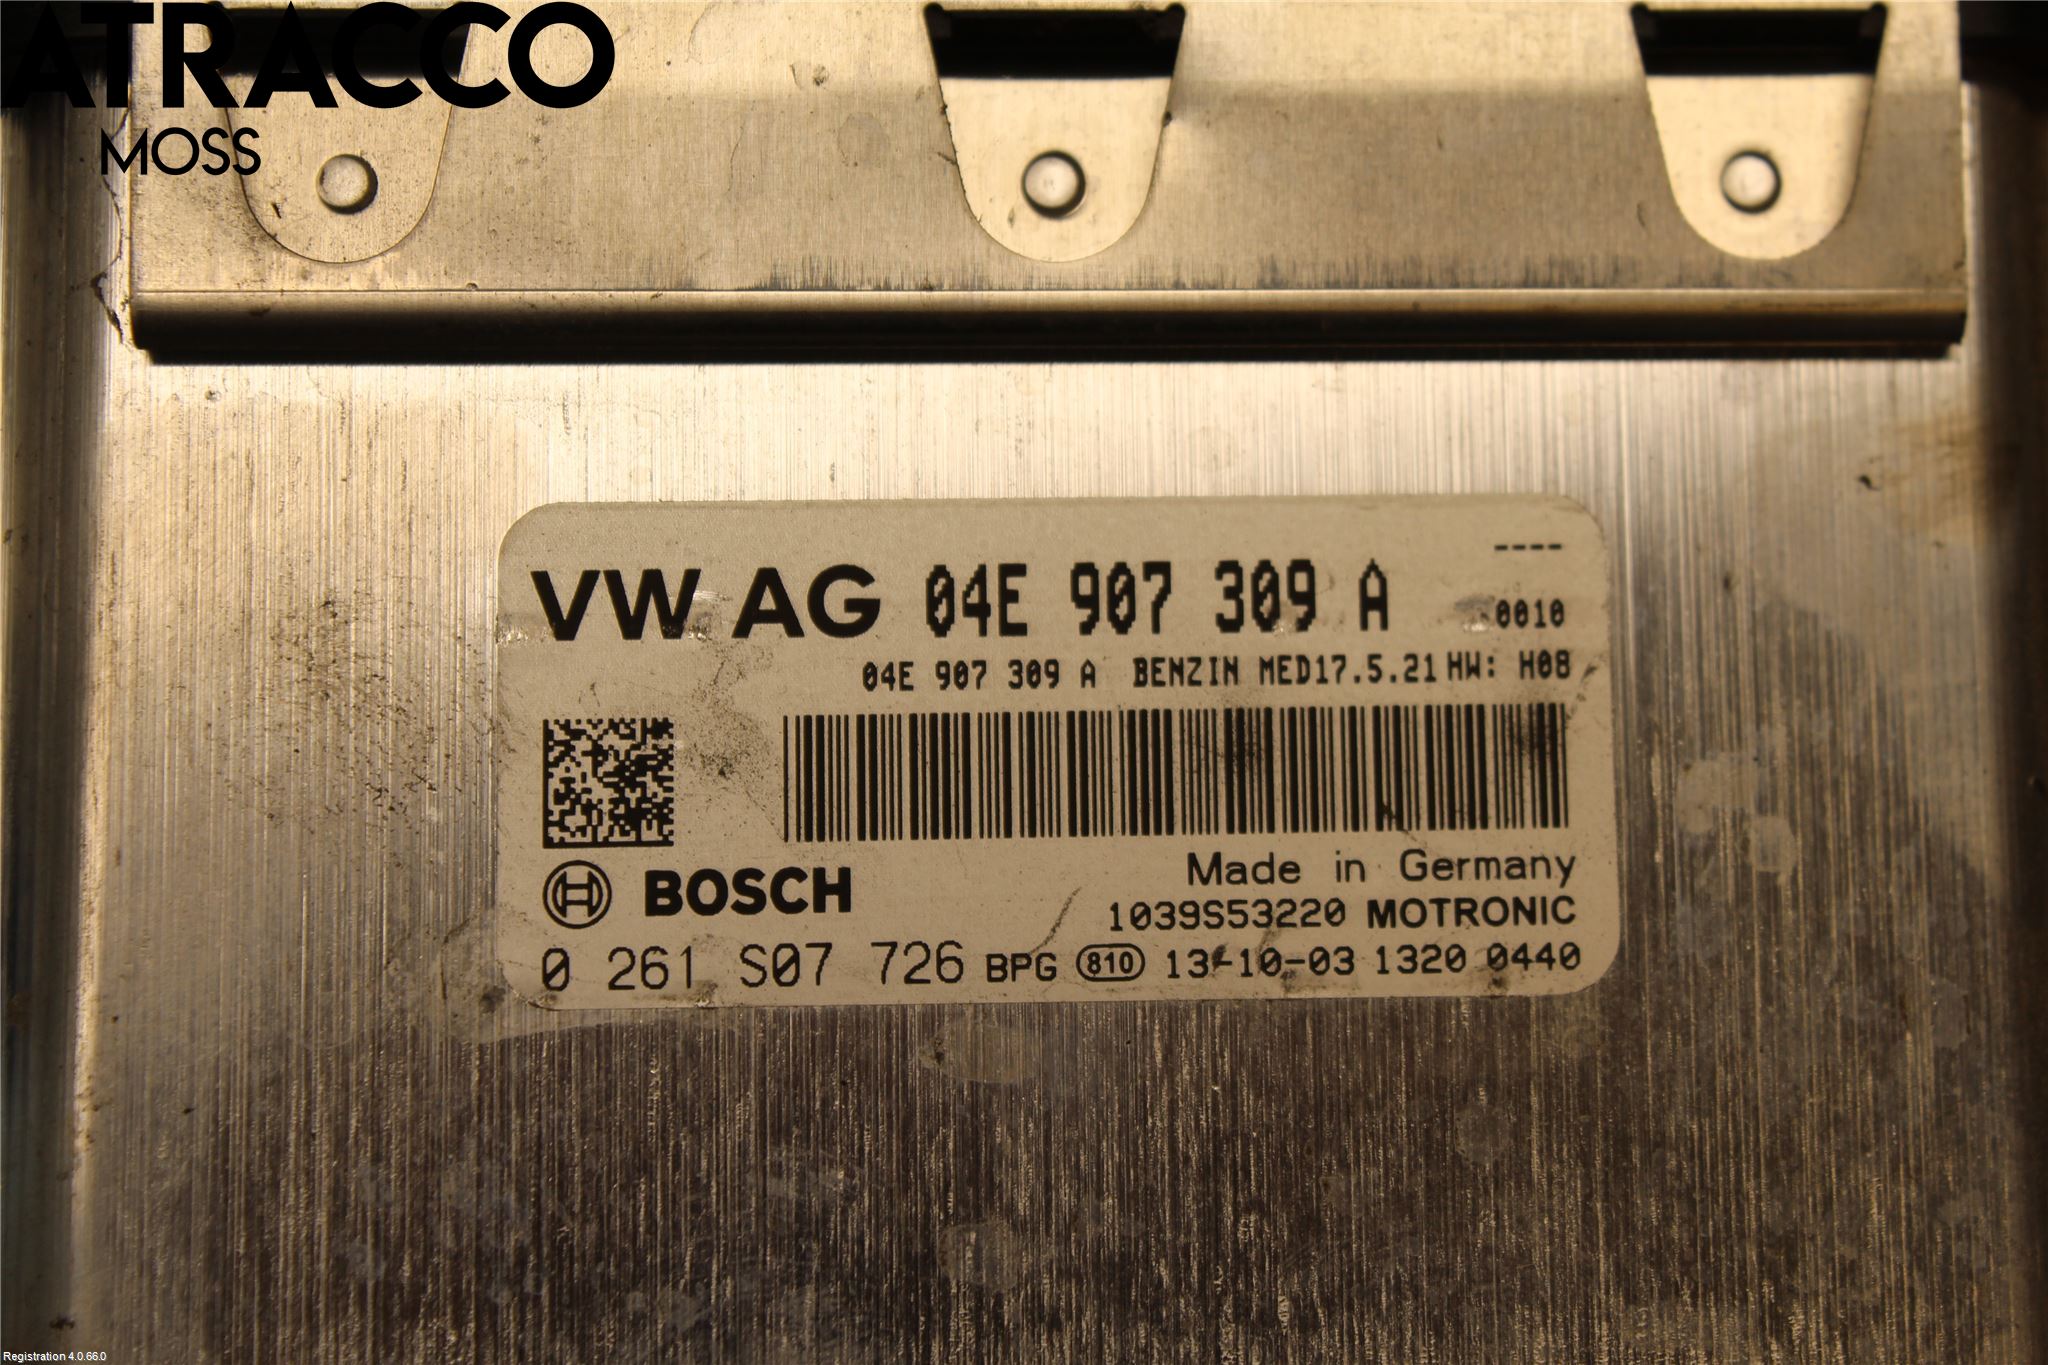 ATRACCO
MOSS
----
VW AG 04E 907 309 A 0010
04E 907 309 A BENZIN MED17.5.21 HW: H08
BOSCH
Made in Germany
1039S53220 MOTRONIC
0 261 S07 726 BPG 810 13-10-03 1320 0440
Registration 4.0.66.0